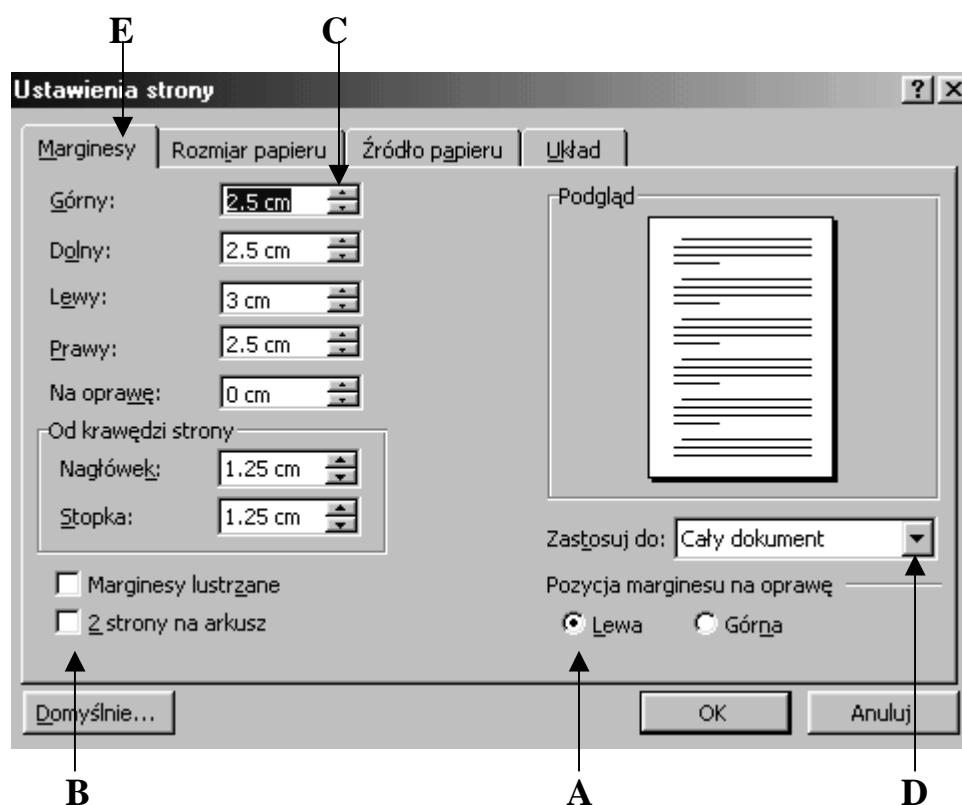 E C
Ustawienia strony
Marginesy Rozmiar papieru Źródło papieru Układ
Górny: 2.5 cm
Podgląd
Dolny: 2.5 cm
Lewy: 3 cm
Prawy: 2.5 cm
Na oprawę: 0 cm
Od krawędzi strony
Nagłówek: 1.25 cm
Stopka: 1.25 cm
Zastosuj do: Cały dokument
Marginesy lustrzane
Pozycja marginesu na oprawę
2 strony na arkusz
Lewa Górna
Domyślnie... OK Anuluj
B A D